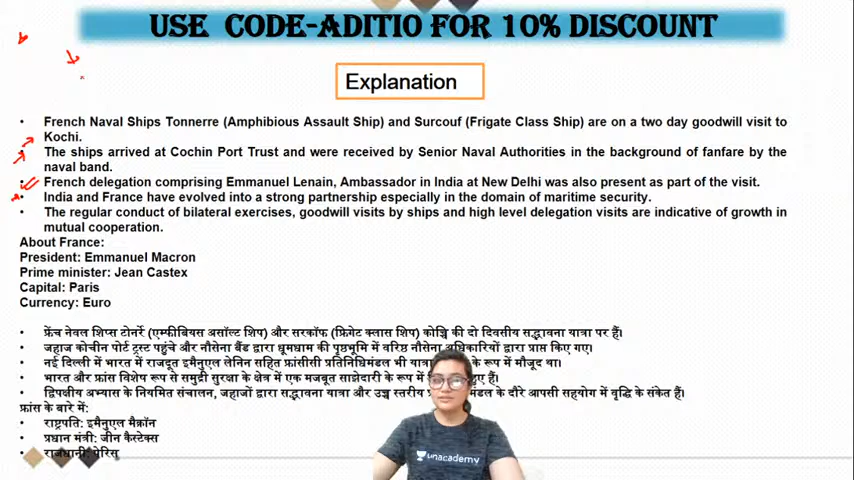 USE CODE-ADITIO FOR 10% DISCOUNT
Explanation
• French Naval Ships Tonnerre (Amphibious Assault Ship) and Surcouf (Frigate Class Ship) are on a two day goodwill visit to
Kochi.
• The ships arrived at Cochin Port Trust and were received by Senior Naval Authorities in the background of fanfare by the
naval band.
• French delegation comprising Emmanuel Lenain, Ambassador in India at New Delhi was also present as part of the visit.
• India and France have evolved into a strong partnership especially in the domain of maritime security.
• The regular conduct of bilateral exercises, goodwill visits by ships and high level delegation visits are indicative of growth in
mutual cooperation.
About France:
President: Emmanuel Macron
Prime minister: Jean Castex
Capital: Paris
Currency: Euro
• फ्रेंच नेवल शिप्स टोनर्रे (एम्फीबियस असॉल्ट शिप) और सरकॉफ (फ्रिगेट क्लास शिप) कोच्चि की दो दिवसीय सद्भावना यात्रा पर हैं।
• जहाज कोचीन पोर्ट ट्रस्ट पहुंचे और नौसेना बैंड द्वारा धूमधाम की पृष्ठभूमि में वरिष्ठ नौसेना अधिकारियों द्वारा प्राप्त किए गए।
• नई दिल्ली में भारत में राजदूत इमैनुएल लेनिन सहित फ्रांसीसी प्रतिनिधिमंडल भी यात्रा के रूप में मौजूद था।
• भारत और फ्रांस विशेष रूप से समुद्री सुरक्षा के क्षेत्र में एक मजबूत साझेदारी के रूप में हुए हैं।
• द्विपक्षीय अभ्यास के नियमित संचालन, जहाजों द्वारा सद्भावना यात्रा और उच्च स्तरीय के दौरे आपसी सहयोग में वृद्धि के संकेत हैं।
फ्रांस के बारे में:
• राष्ट्रपति: इमैनुएल मैक्रॉन
• प्रधान मंत्री: जीन कैस्टेक्स
• राजधानी: पेरिस
unacademy